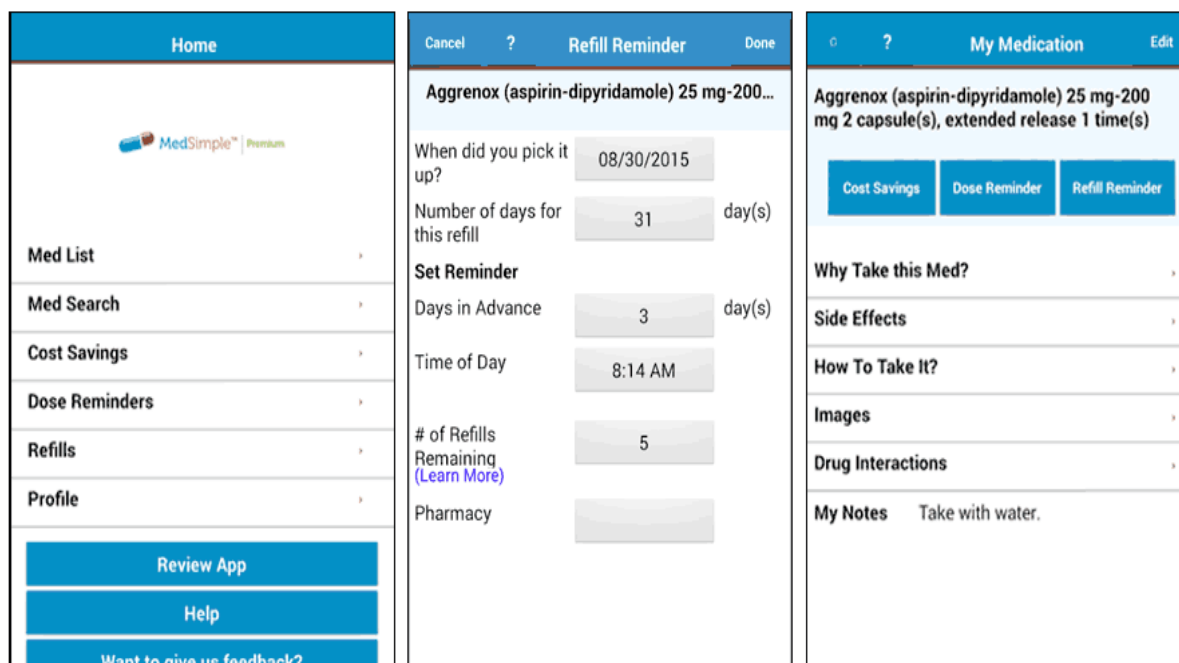 Home
MedSimple™ | Premium
Med List
Med Search
Cost Savings
Dose Reminders
Refills
Profile
Review App
Help
Want to give us feedback?
Cancel ? Refill Reminder Done
Aggrenox (aspirin-dipyridamole) 25 mg-200...
When did you pick it
up?
08/30/2015
Number of days for
this refill
31 day(s)
Set Reminder
Days in Advance 3 day(s)
Time of Day 8:14 AM
# of Refills
Remaining
(Learn More)
5
Pharmacy
? My Medication Edit
Aggrenox (aspirin-dipyridamole) 25 mg-200
mg 2 capsule(s), extended release 1 time(s)
Cost Savings Dose Reminder Refill Reminder
Why Take this Med?
Side Effects
How To Take It?
Images
Drug Interactions
My Notes Take with water.